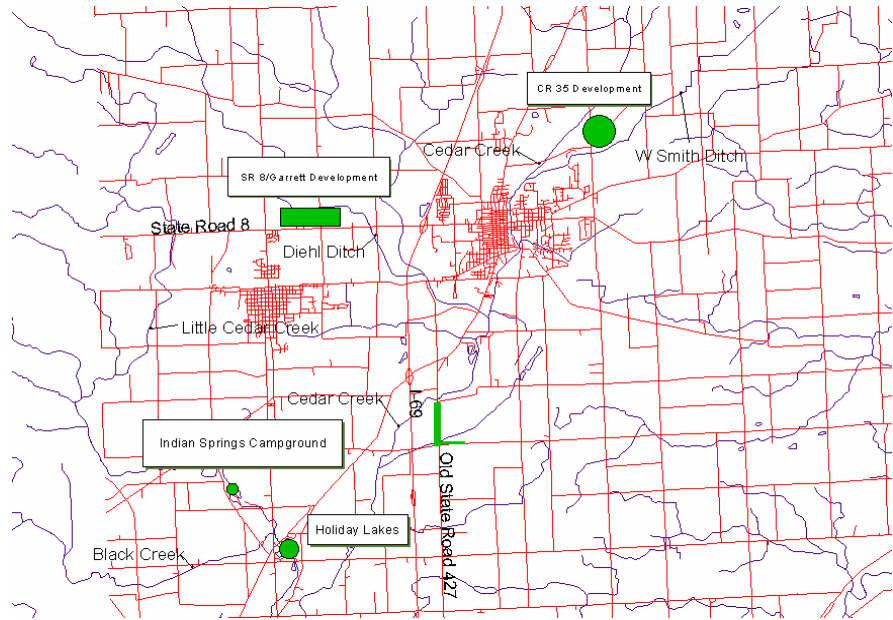 CR 35 Development
Cedar Creek
W Smith Ditch
SR 8/Garrett Development
State Road 8
Diehl Ditch
Little Cedar Creek
Cedar Creek
I-69
Indian Springs Campground
Old State Road 427
Holiday Lakes
Black Creek